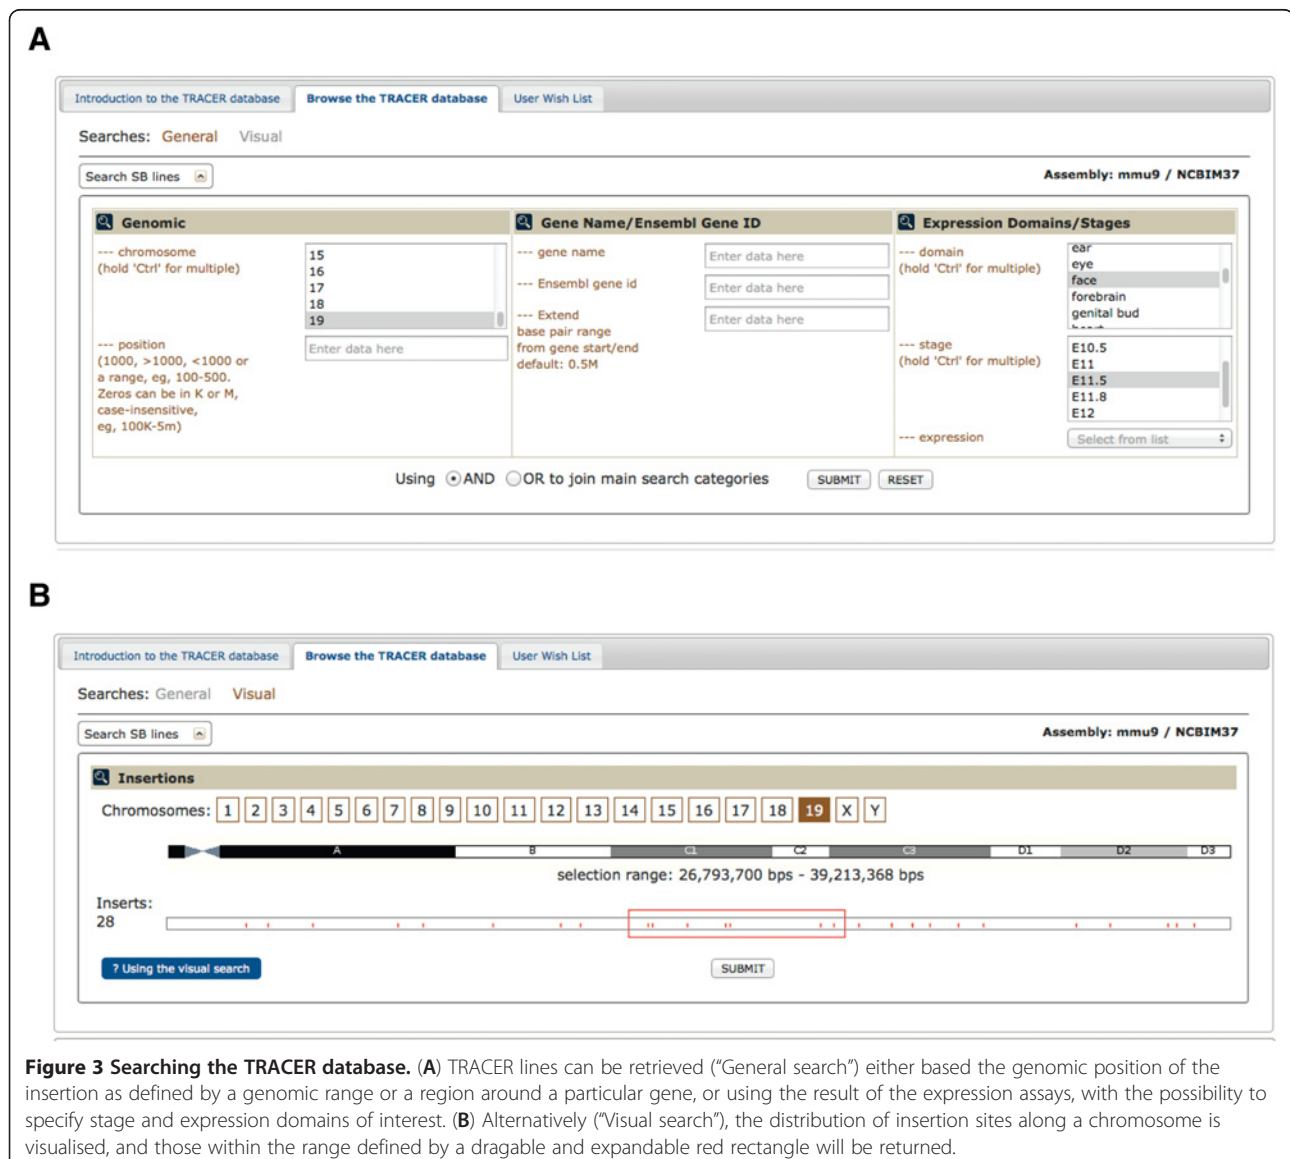 A
Introduction to the TRACER database
Browse the TRACER database
User Wish List
Searches: General Visual
Search SB lines
Assembly: mmu9 / NCBIM37
Genomic
--- chromosome
(hold 'Ctrl' for multiple)
15
16
17
18
19
--- position
(1000, >1000, <1000 or
a range, eg, 100-500.
Zeros can be in K or M,
case-insensitive,
eg, 100K-5m)
Enter data here
Gene Name/Ensembl Gene ID
--- gene name
Enter data here
--- Ensembl gene id
Enter data here
--- Extend
base pair range
from gene start/end
default: 0.5M
Enter data here
Expression Domains/Stages
--- domain
(hold 'Ctrl' for multiple)
ear
eye
face
forebrain
genital bud
heart
--- stage
(hold 'Ctrl' for multiple)
E10.5
E11
E11.5
E11.8
E12
--- expression
Select from list
Using AND OR to join main search categories
SUBMIT
RESET
B
Introduction to the TRACER database
Browse the TRACER database
User Wish List
Searches: General Visual
Search SB lines
Assembly: mmu9 / NCBIM37
Insertions
Chromosomes: 1 2 3 4 5 6 7 8 9 10 11 12 13 14 15 16 17 18 19 X Y
A B C1 C2 C3 D1 D2 D3
selection range: 26,793,700 bps - 39,213,368 bps
Inserts:
28
? Using the visual search
SUBMIT
Figure 3 Searching the TRACER database. (A) TRACER lines can be retrieved (“General search”) either based the genomic position of the
insertion as defined by a genomic range or a region around a particular gene, or using the result of the expression assays, with the possibility to
specify stage and expression domains of interest. (B) Alternatively (“Visual search”), the distribution of insertion sites along a chromosome is
visualised, and those within the range defined by a dragable and expandable red rectangle will be returned.